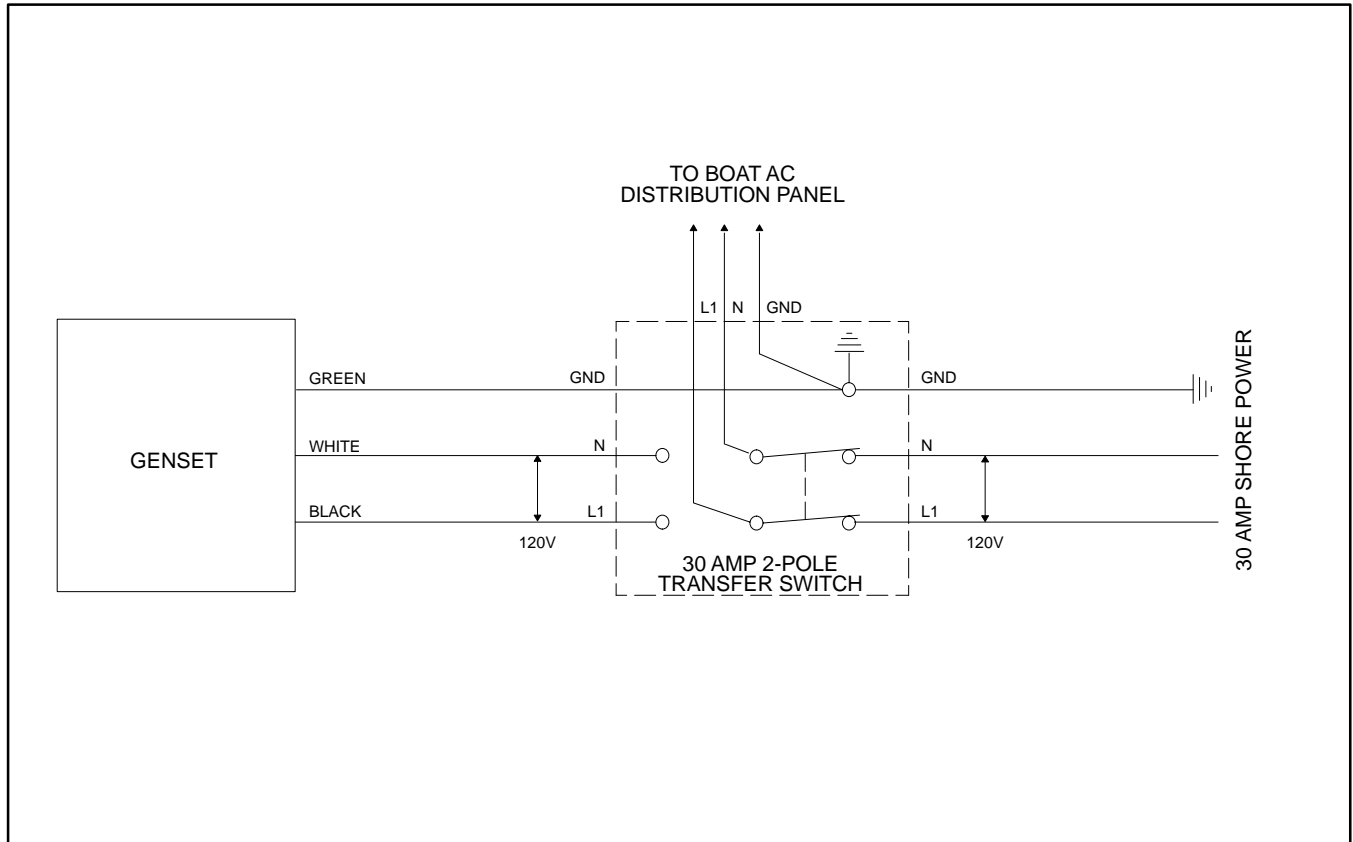 TO BOAT AC
DISTRIBUTION PANEL
L1 N GND
GREEN GND GND
WHITE N N
GENSET
BLACK L1 L1
120V 120V
30 AMP 2-POLE
TRANSFER SWITCH
30 AMP SHORE POWER